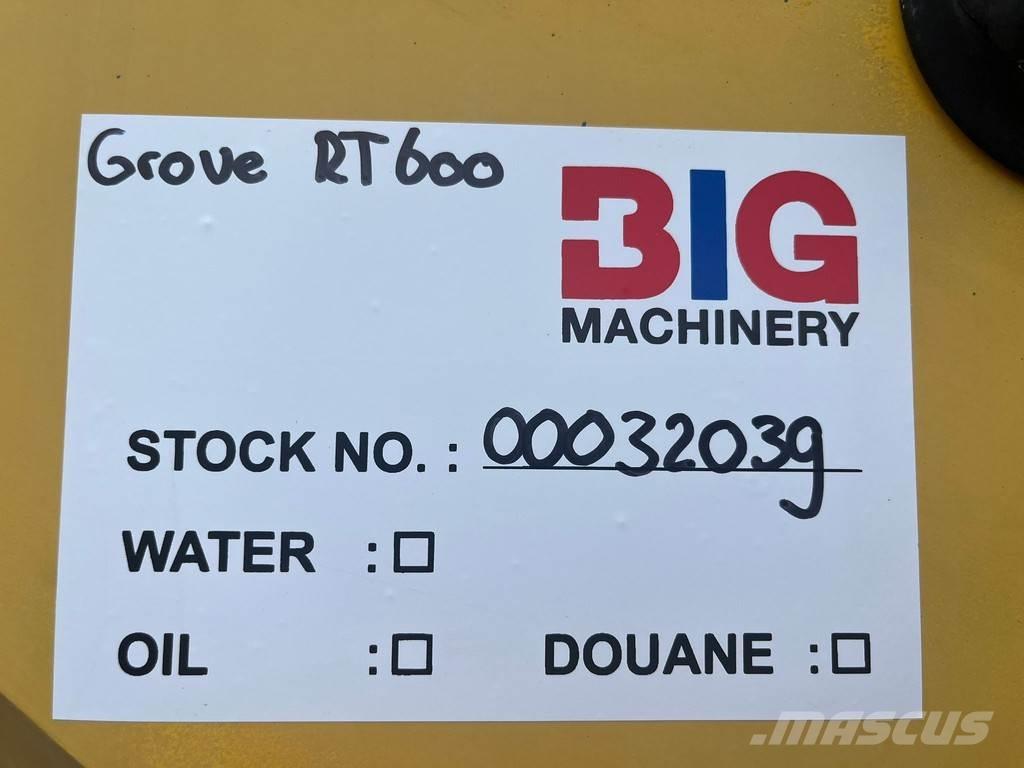 Grove RT600
BIG
MACHINERY
STOCK NO. : 00032039
WATER :
OIL :
DOUANE :
.MASCUS